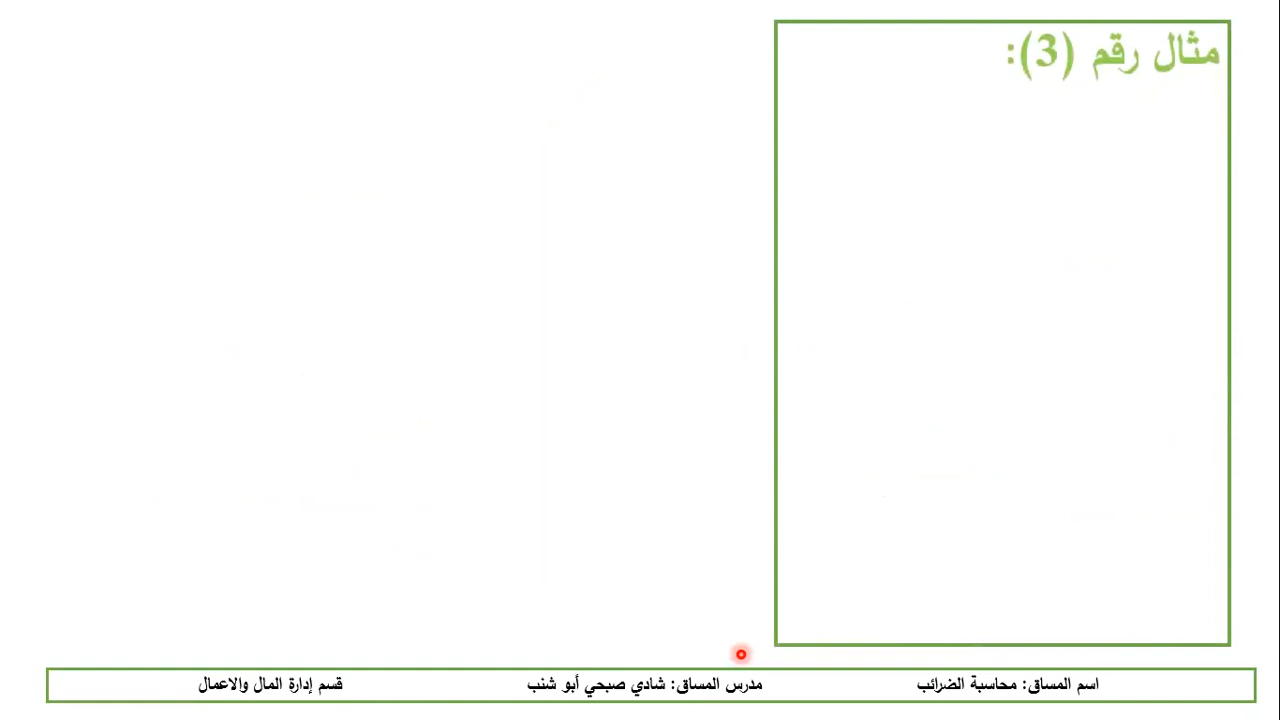 مثال رقم (3):
اسم المساق: محاسبة الضرائب مدرس المساق: شادي صبحي أبو شنب قسم إدارة المال والاعمال